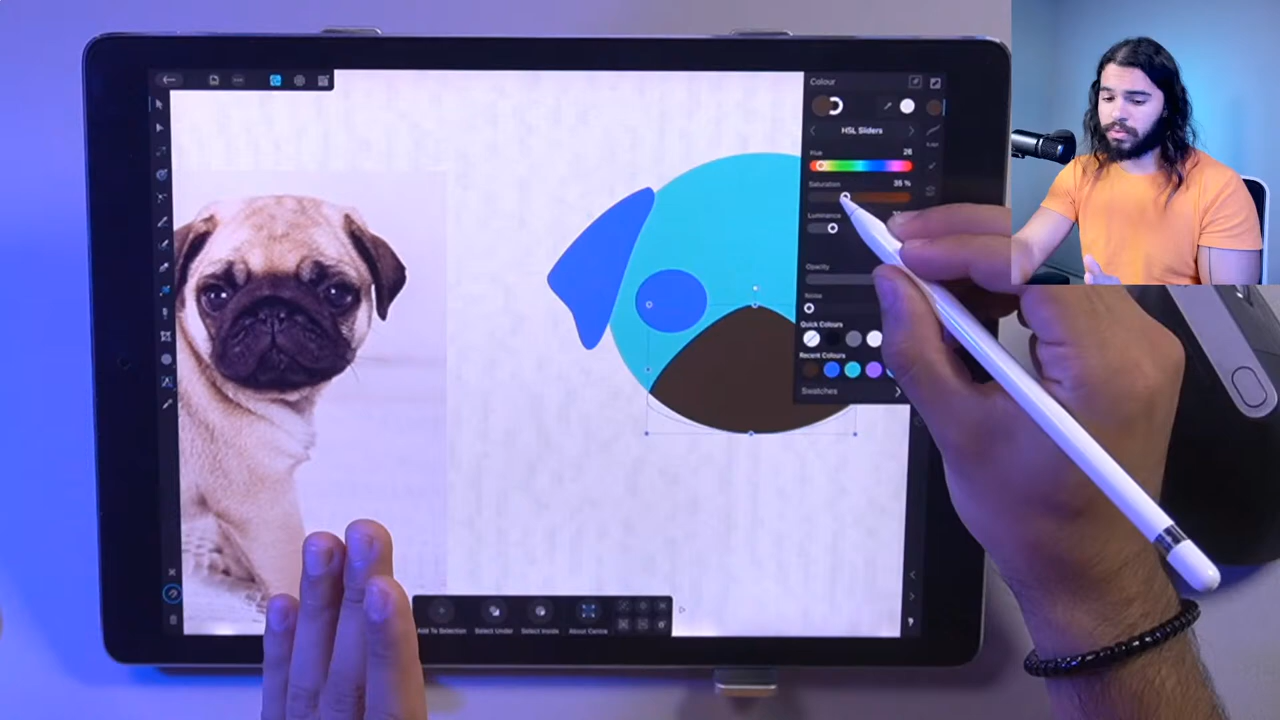 Colour
HSL Sliders
Hue
26
Saturation
35 %
Luminance
Opacity
Noise
Quick Colours
Recent Colours
Swatches
Add To Selection
Select Under
Select Inside
About Centre